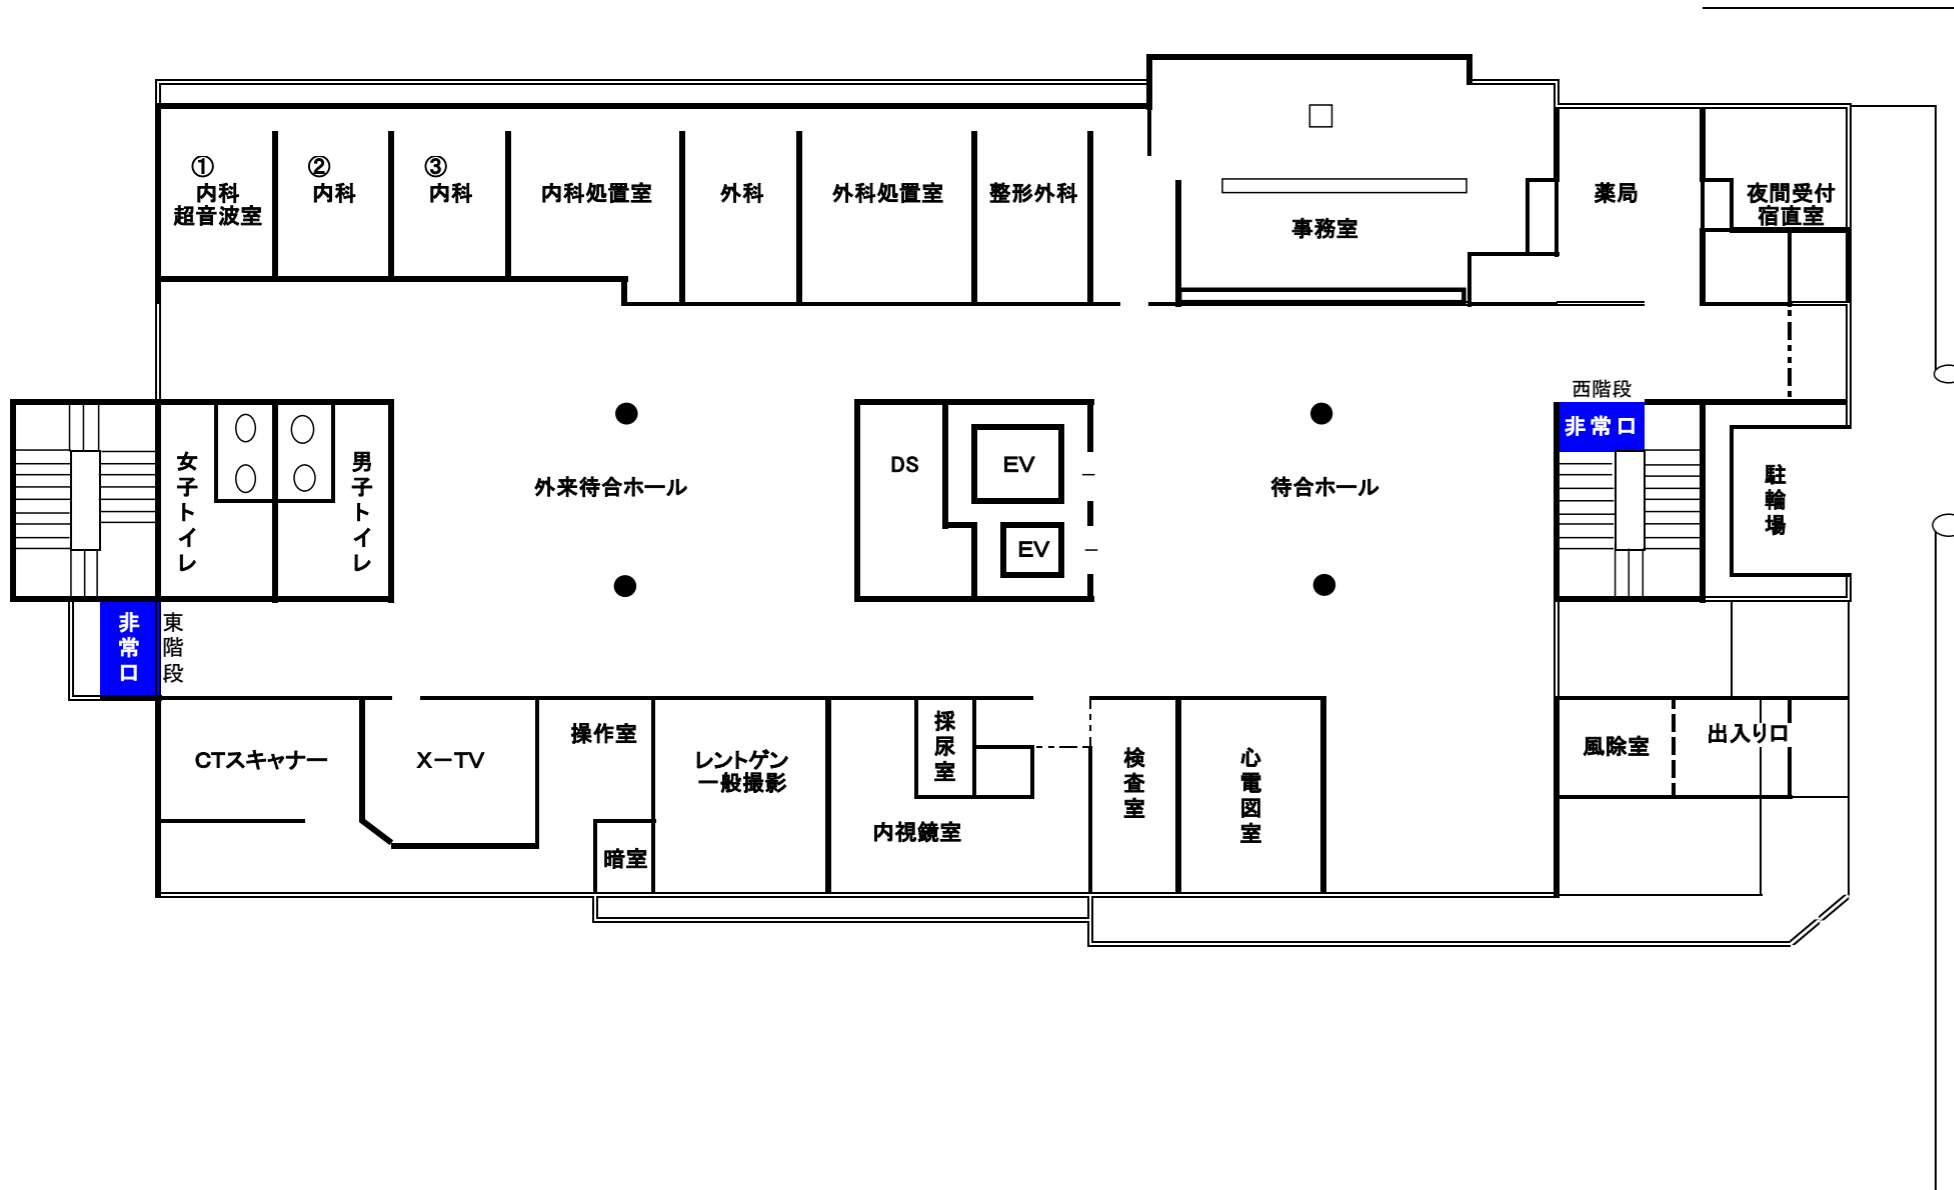 ①
内科
超音波室
②
内科
③
内科
内科処置室
外科
外科処置室
整形外科
事務室
薬局
夜間受付
宿直室
西階段
非常口
女子トイレ
男子トイレ
外来待合ホール
DS
EV
EV
待合ホール
駐輪場
非常口
東階段
CTスキャナー
X－TV
操作室
暗室
レントゲン
一般撮影
採尿室
内視鏡室
検査室
心電図室
風除室
出入り口